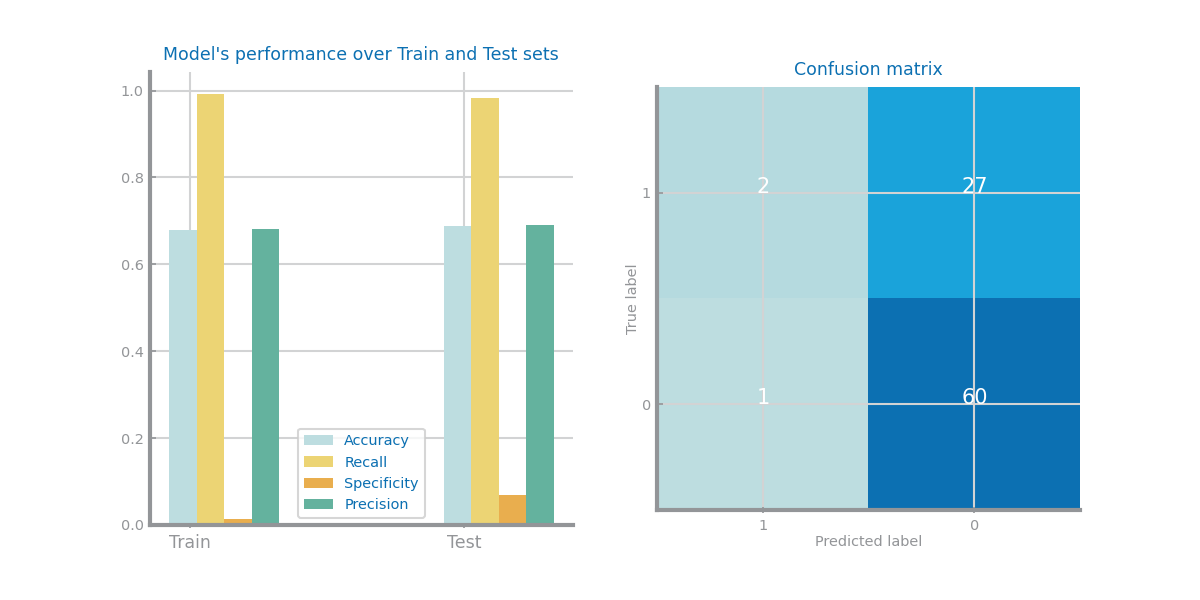 Model's performance over Train and Test sets
1.0
0.8
0.6
0.4
0.2
0.0
Accuracy
Recall
Specificity
Precision
Train
Test
Confusion matrix
True label
1
0
2
27
1
60
1
0
Predicted label